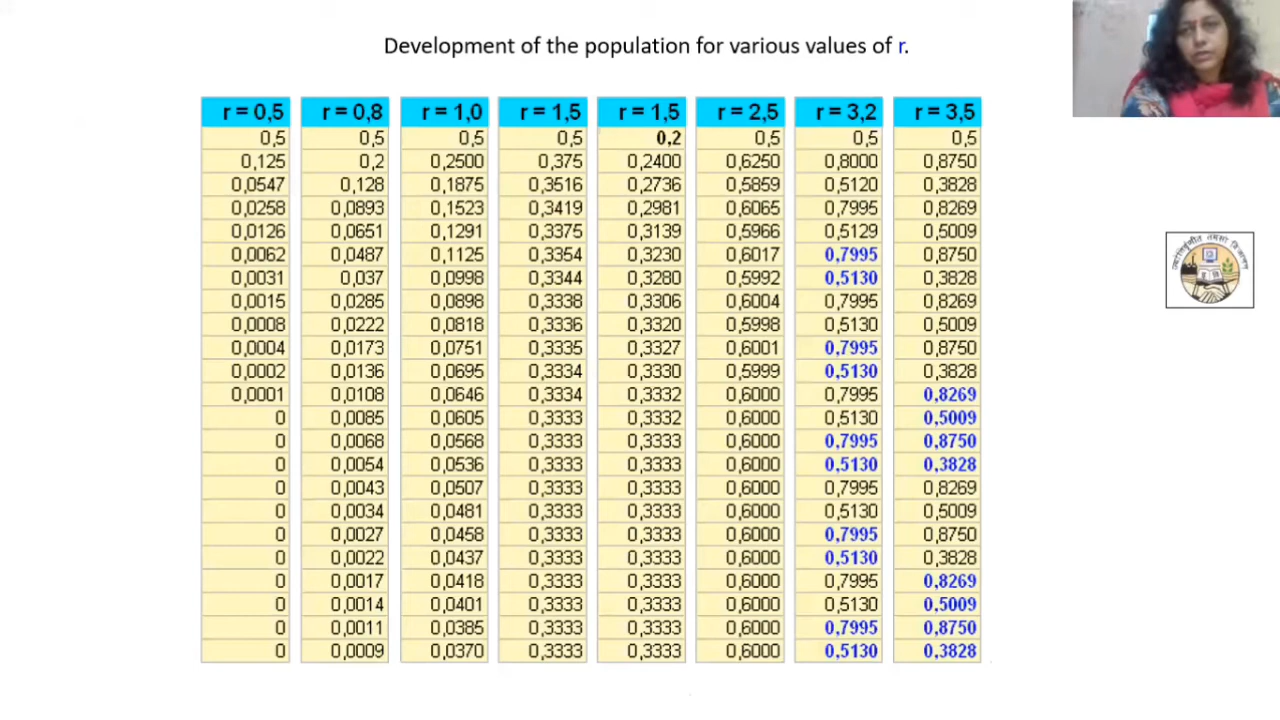 Development of the population for various values of r.
r = 0,5 r = 0,8 r = 1,0 r = 1,5 r = 1,5 r = 2,5 r = 3,2 r = 3,5
0,5 0,5 0,5 0,5 0,2 0,5 0,5 0,5
0,125 0,2 0,2500 0,375 0,2400 0,6250 0,8000 0,8750
0,0547 0,128 0,1875 0,3516 0,2736 0,5859 0,5120 0,3828
0,0258 0,0893 0,1523 0,3419 0,2981 0,6065 0,7995 0,8269
0,0126 0,0651 0,1291 0,3375 0,3139 0,5966 0,5129 0,5009
0,0062 0,0487 0,1125 0,3354 0,3230 0,6017 0,7995 0,8750
0,0031 0,037 0,0998 0,3344 0,3280 0,5992 0,5130 0,3828
0,0015 0,0285 0,0898 0,3338 0,3306 0,6004 0,7995 0,8269
0,0008 0,0222 0,0818 0,3336 0,3320 0,5998 0,5130 0,5009
0,0004 0,0173 0,0751 0,3335 0,3327 0,6001 0,7995 0,8750
0,0002 0,0136 0,0695 0,3334 0,3330 0,5999 0,5130 0,3828
0,0001 0,0108 0,0646 0,3334 0,3332 0,6000 0,7995 0,8269
0 0,0085 0,0605 0,3333 0,3332 0,6000 0,5130 0,5009
0 0,0068 0,0568 0,3333 0,3333 0,6000 0,7995 0,8750
0 0,0054 0,0536 0,3333 0,3333 0,6000 0,5130 0,3828
0 0,0043 0,0507 0,3333 0,3333 0,6000 0,7995 0,8269
0 0,0034 0,0481 0,3333 0,3333 0,6000 0,5130 0,5009
0 0,0027 0,0458 0,3333 0,3333 0,6000 0,7995 0,8750
0 0,0022 0,0437 0,3333 0,3333 0,6000 0,5130 0,3828
0 0,0017 0,0418 0,3333 0,3333 0,6000 0,7995 0,8269
0 0,0014 0,0401 0,3333 0,3333 0,6000 0,5130 0,5009
0 0,0011 0,0385 0,3333 0,3333 0,6000 0,7995 0,8750
0 0,0009 0,0370 0,3333 0,3333 0,6000 0,5130 0,3828